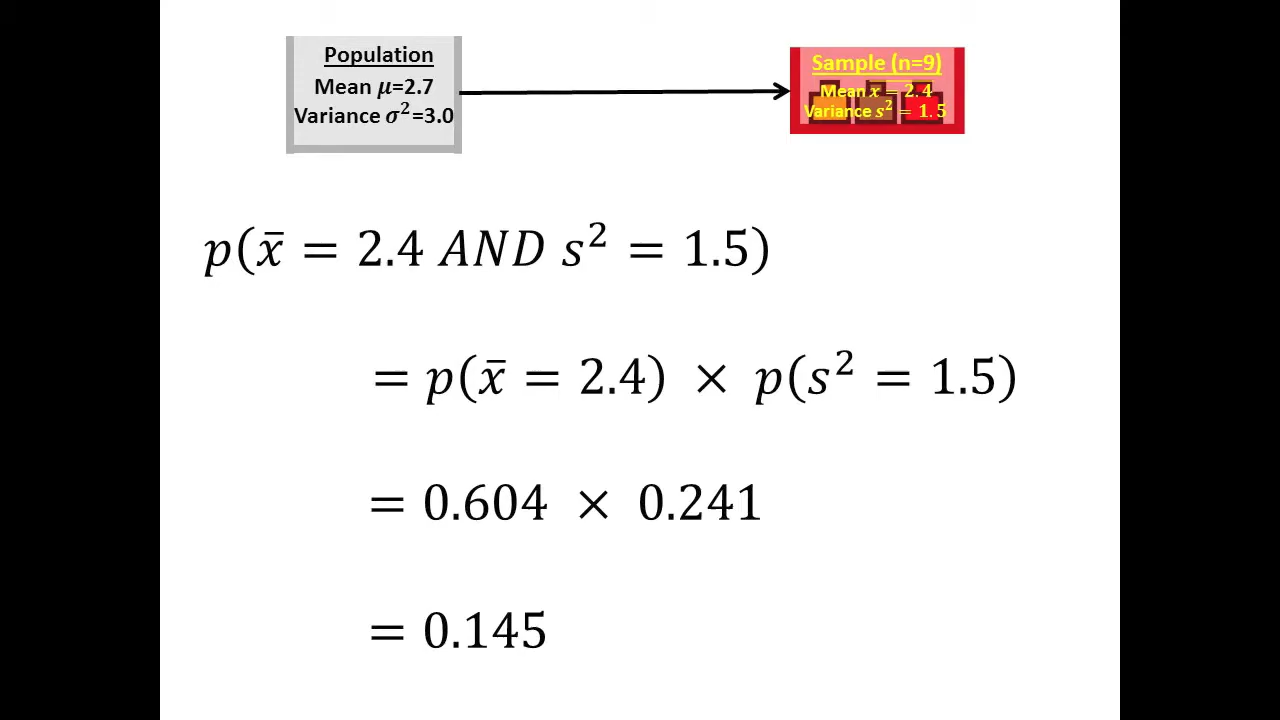 Population
Mean μ=2.7
Variance σ²=3.0
Sample (n=9)
Mean x = 2.4
Variance s² = 1.5
p(x̄ = 2.4 AND s² = 1.5)
= p(x̄ = 2.4) × p(s² = 1.5)
= 0.604 × 0.241
= 0.145